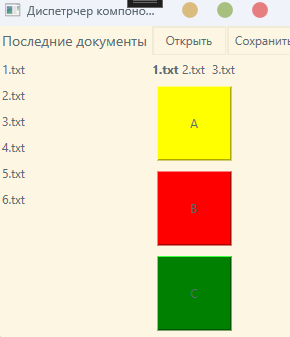 Диспетрчер компоно...
Последние документы Открыть Сохранить
1.txt 1.txt 2.txt 3.txt
2.txt
3.txt
4.txt
5.txt
6.txt
A
B
C